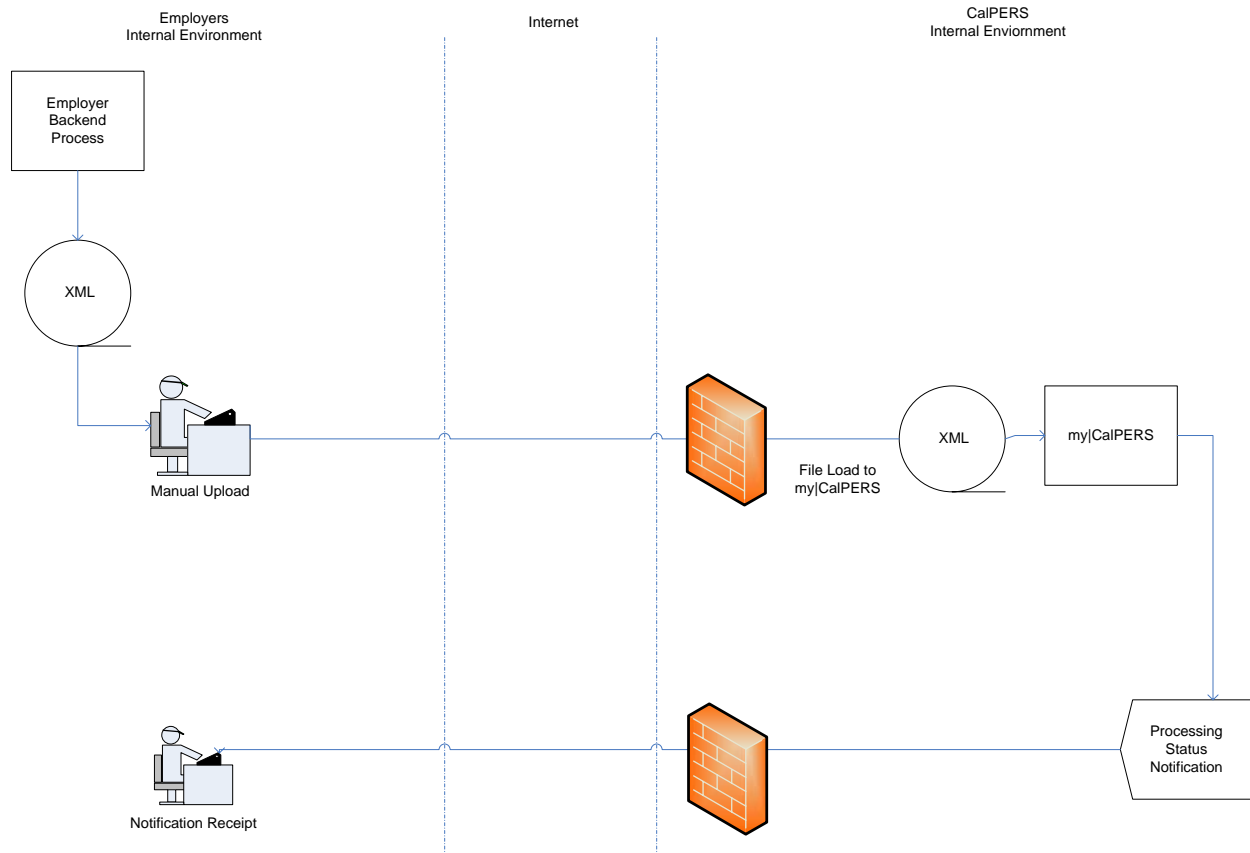 Employers
Internal Environment
Internet
CalPERS
Internal Enviornment
Employer
Backend
Process
XML
Manual Upload
File Load to
my|CalPERS
XML
my|CalPERS
Processing
Status
Notification
Notification Receipt